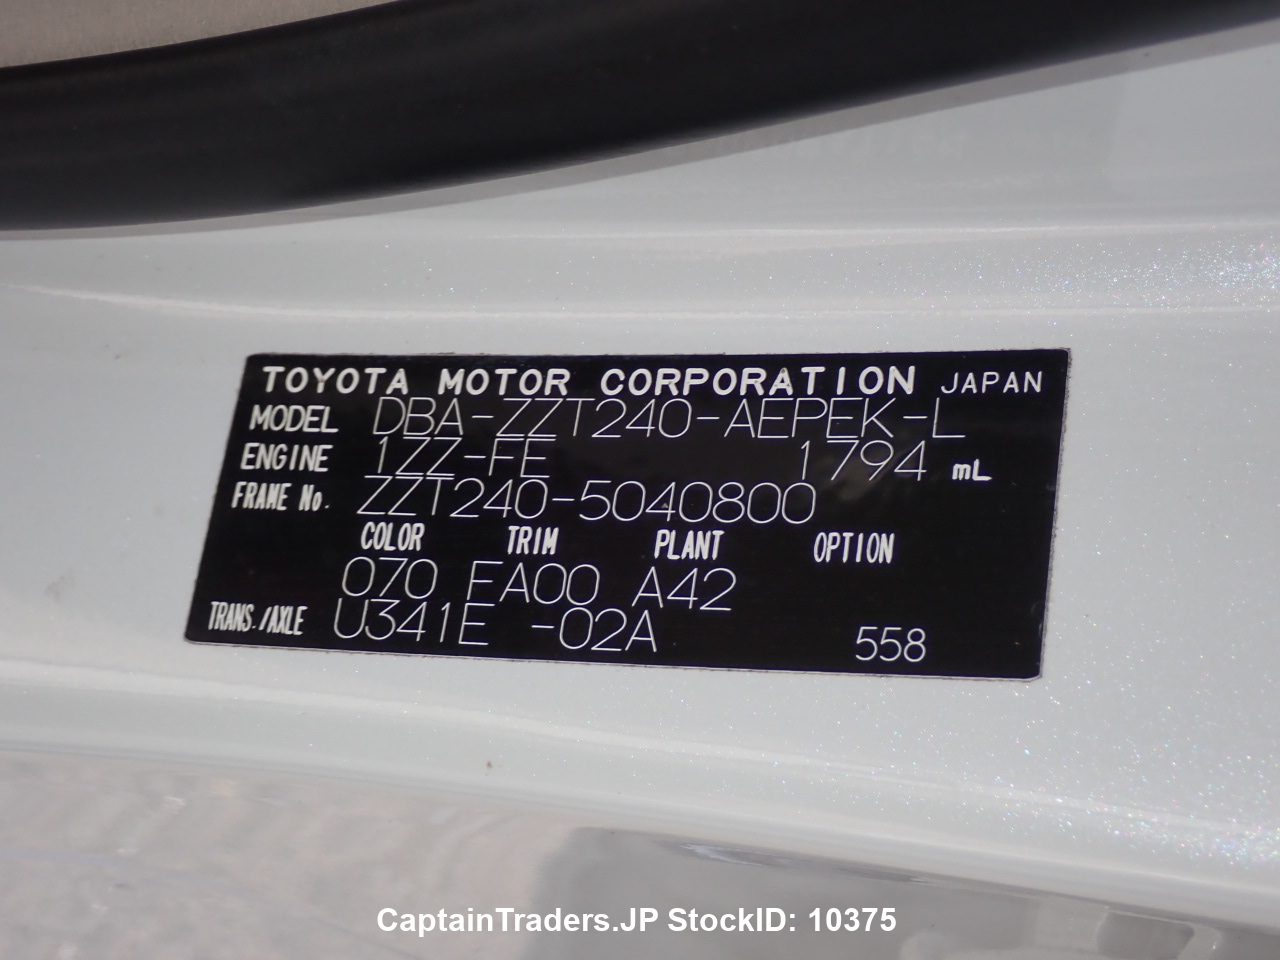 TOYOTA MOTOR CORPORATION JAPAN
MODEL DBA-ZZT240-AEPEK-L
ENGINE 1ZZ-FE 1794 mL
FRAME No. ZZT240-5040800
COLOR TRIM PLANT OPTION
070 FA00 A42
TRANS./AXLE U341E -02A 558
CaptainTraders.JP StockID: 10375